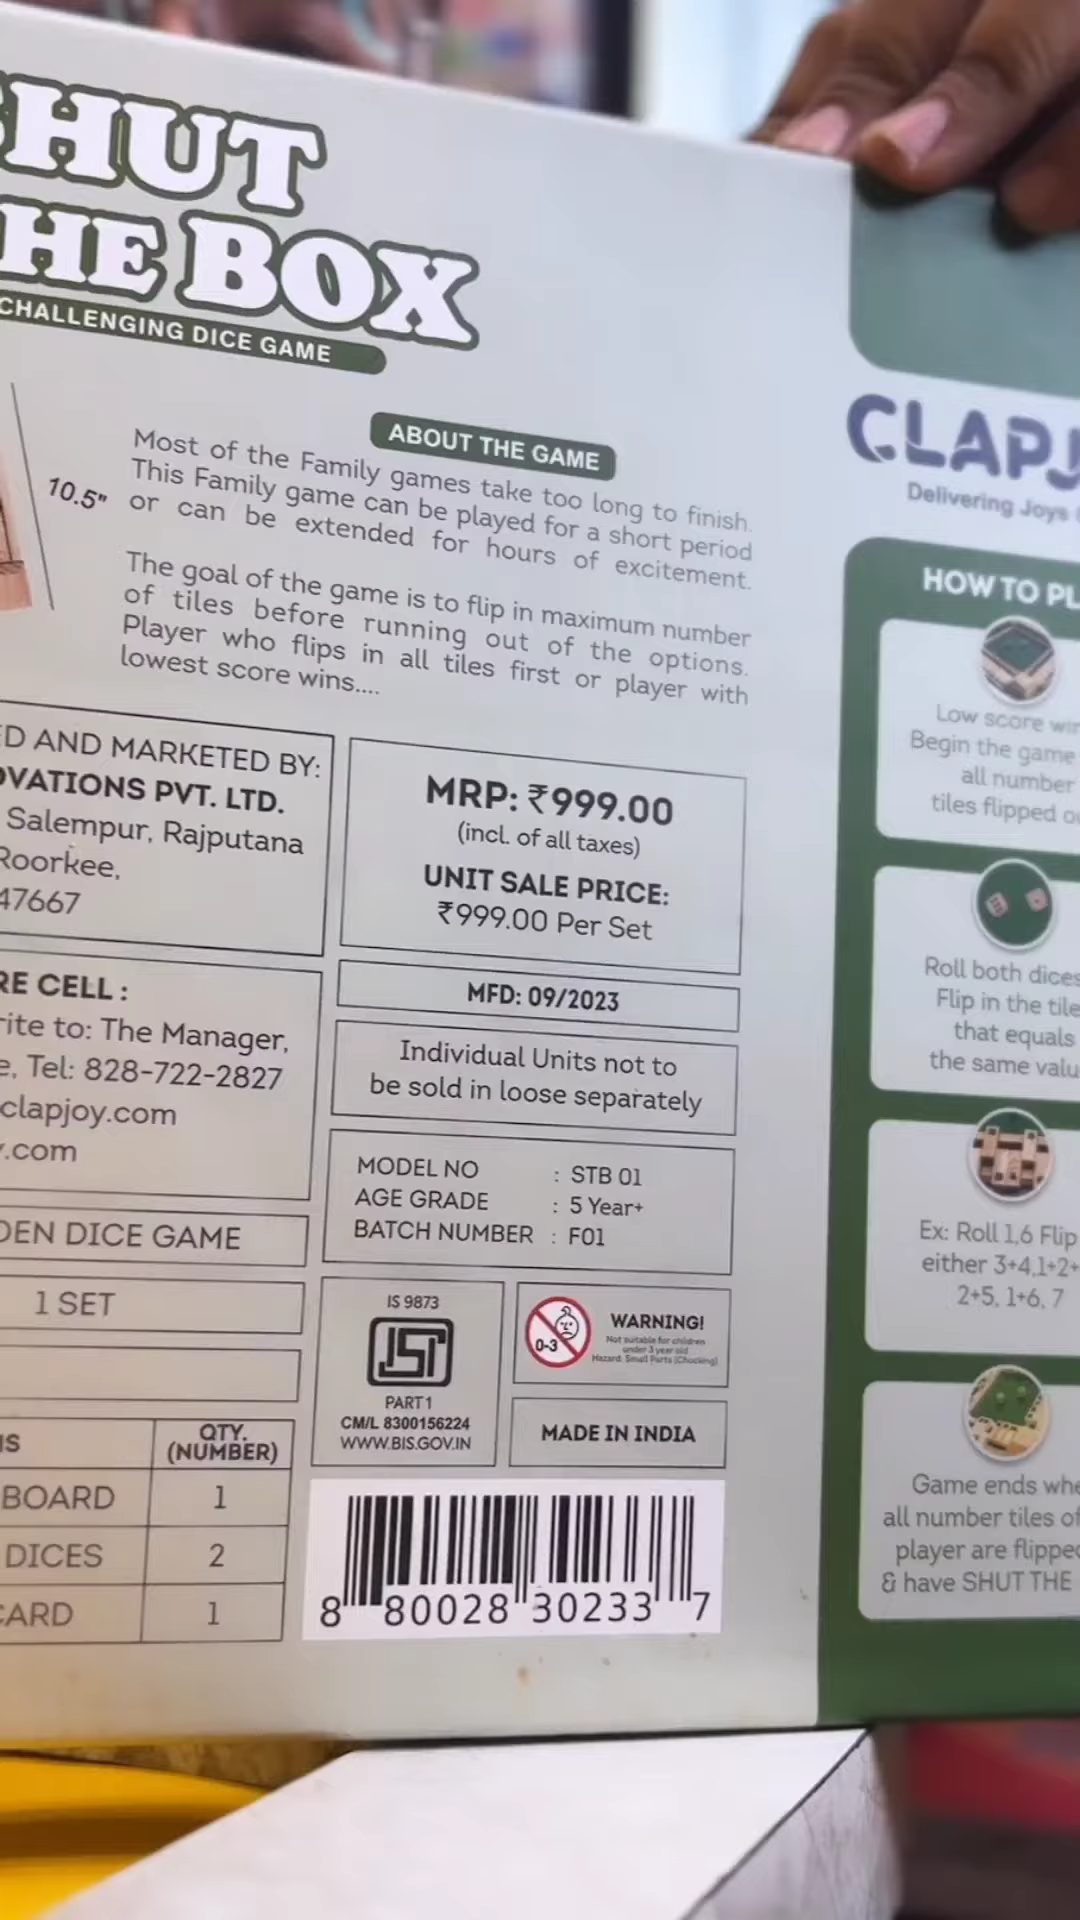 HUT
HE BOX
CHALLENGING DICE GAME
10.5"
ABOUT THE GAME
Most of the Family games take too long to finish.
This Family game can be played for a short period
or can be extended for hours of excitement.
The goal of the game is to flip in maximum number
of tiles before running out of the options.
Player who flips in all tiles first or player with
lowest score wins....
ED AND MARKETED BY:
OVATIONS PVT. LTD.
Salempur, Rajputana
Roorkee,
47667
RE CELL :
rite to: The Manager,
e, Tel: 828-722-2827
clapjoy.com
.com
DEN DICE GAME
1 SET
QTY.
(NUMBER)
BOARD 1
DICES 2
CARD 1
MRP: ₹999.00
(incl. of all taxes)
UNIT SALE PRICE:
₹999.00 Per Set
MFD: 09/2023
Individual Units not to
be sold in loose separately
MODEL NO : STB 01
AGE GRADE : 5 Year+
BATCH NUMBER : F01
IS 9873
ISI
PART 1
CM/L 8300156224
WWW.BIS.GOV.IN
0-3
WARNING!
Not suitable for children
under 3 year old
Hazard: Small Parts (Chocking)
MADE IN INDIA
8 80028 30233 7
CLAPJ
Delivering Joys
HOW TO PL
Low score win
Begin the game
all number
tiles flipped ou
Roll both dices
Flip in the tile
that equals
the same valu
Ex: Roll 1,6 Flip
either 3+4,1+2+
2+5, 1+6, 7
Game ends whe
all number tiles of
player are flipped
& have SHUT THE